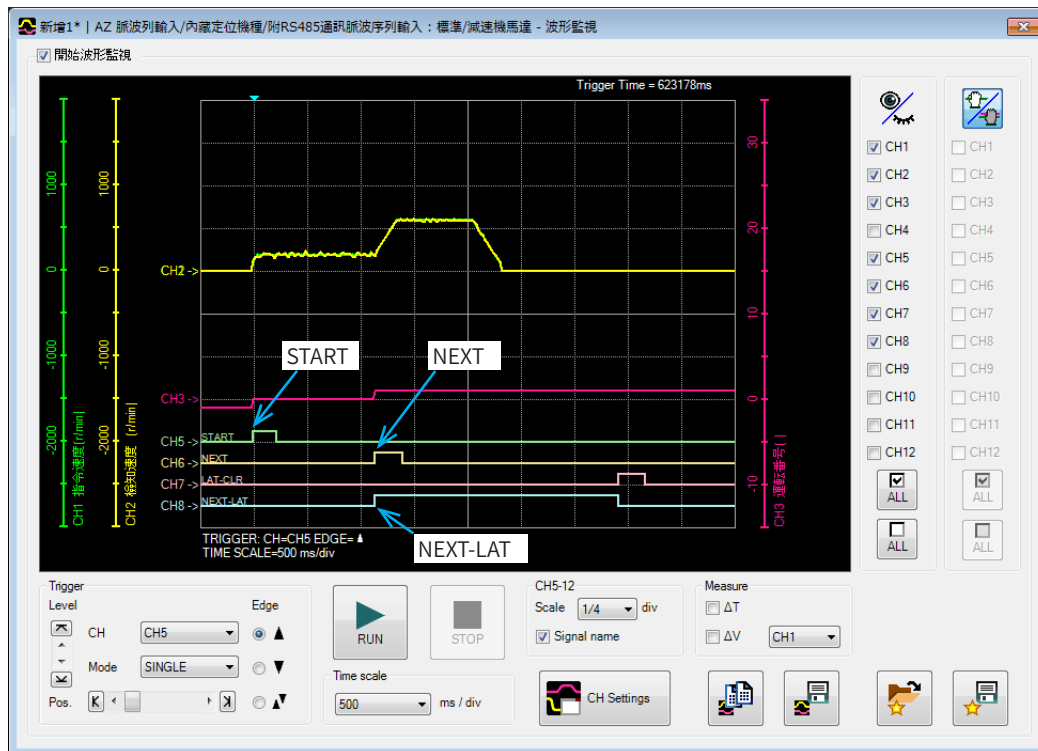 新增1* | AZ 脈波列輸入/內藏定位機種/附RS485通訊脈波序列輸入 : 標準/減速機馬達 - 波形監視
開始波形監視
Trigger Time = 623178ms
1000
0
-1000
-2000
CH1 指令速度[r/min]
1000
0
-1000
-2000
CH2 檢知速度 [r/min]
30
20
10
0
-10
CH3 運転番号( )
CH2 ->
START
NEXT
CH3 ->
CH5 -> START
CH6 -> NEXT
CH7 -> LAT-CLR
CH8 -> NEXT-LAT
NEXT-LAT
TRIGGER: CH=CH5 EDGE=
TIME SCALE=500 ms/div
CH1
CH2
CH3
CH4
CH5
CH6
CH7
CH8
CH9
CH10
CH11
CH12
ALL
ALL
CH1
CH2
CH3
CH4
CH5
CH6
CH7
CH8
CH9
CH10
CH11
CH12
ALL
ALL
Trigger
Level
Edge
CH CH5
Mode SINGLE
Pos.
RUN
STOP
Time scale
500 ms / div
CH5-12
Scale 1/4 div
Signal name
Measure
ΔT
ΔV CH1
CH Settings